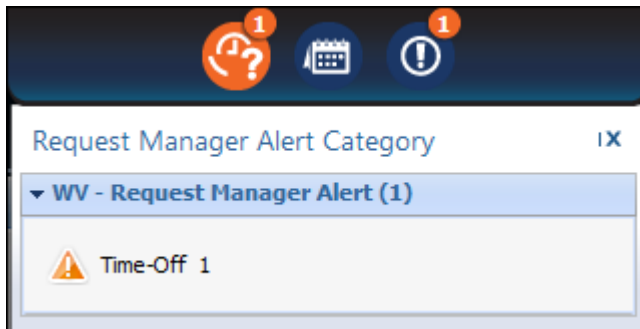 1 1
Request Manager Alert Category
WV - Request Manager Alert (1)
Time-Off 1